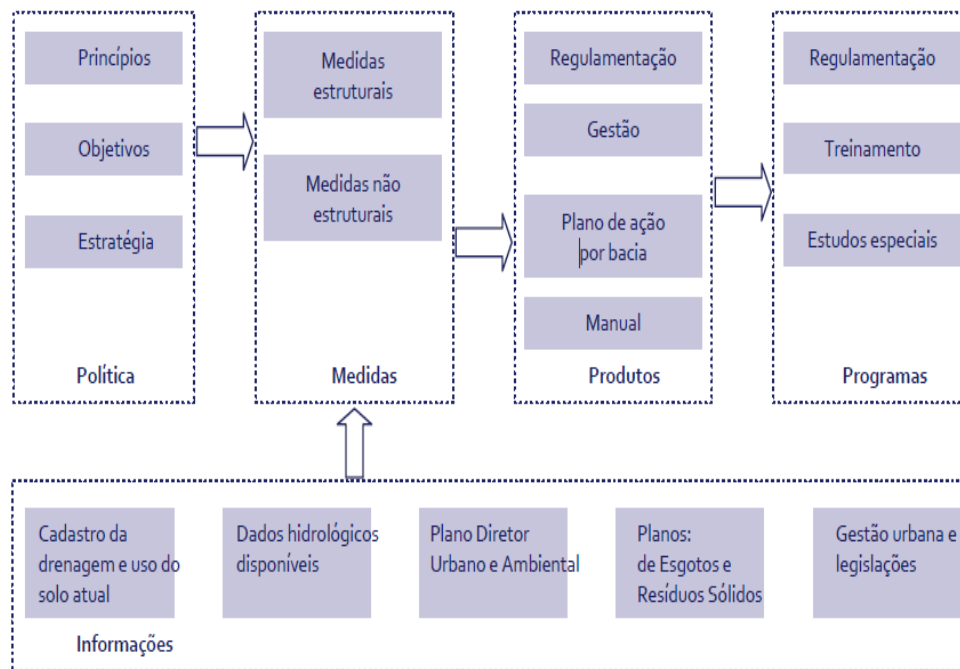 Princípios
Objetivos
Estratégia
Política
Medidas
estruturais
Medidas não
estruturais
Medidas
Regulamentação
Gestão
Plano de ação
por bacia
Manual
Produtos
Regulamentação
Treinamento
Estudos especiais
Programas
Cadastro da
drenagem e uso do
solo atual
Dados hidrológicos
disponíveis
Plano Diretor
Urbano e Ambiental
Planos:
de Esgotos e
Resíduos Sólidos
Gestão urbana e
legislações
Informações